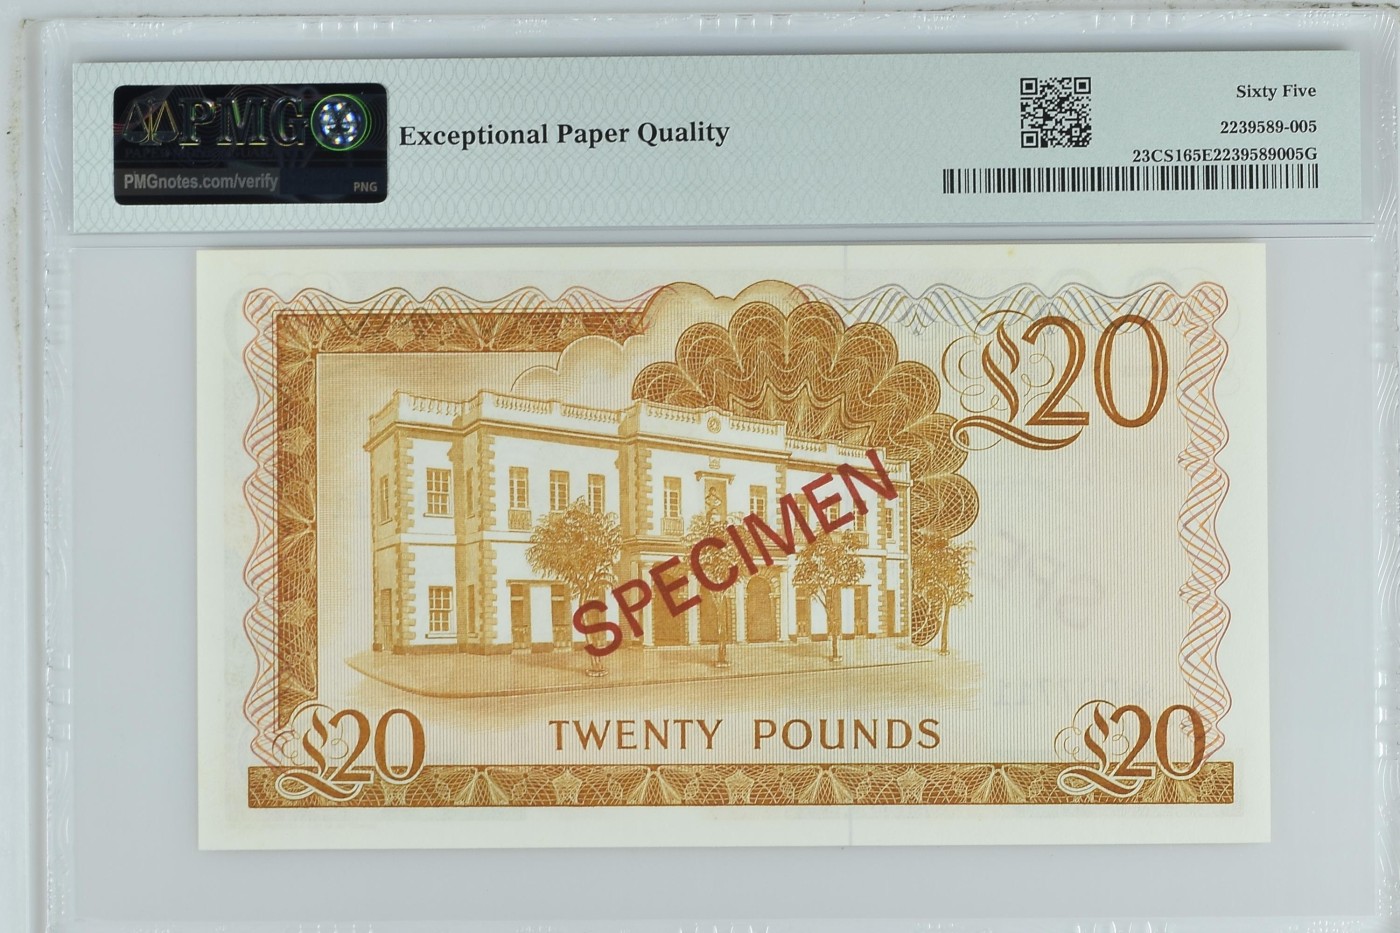 PMG
PMGnotes.com/verify
PNG
Exceptional Paper Quality
Sixty Five
2239589-005
23CS165E2239589005G
£20
SPECIMEN
TWENTY POUNDS
£20
£20